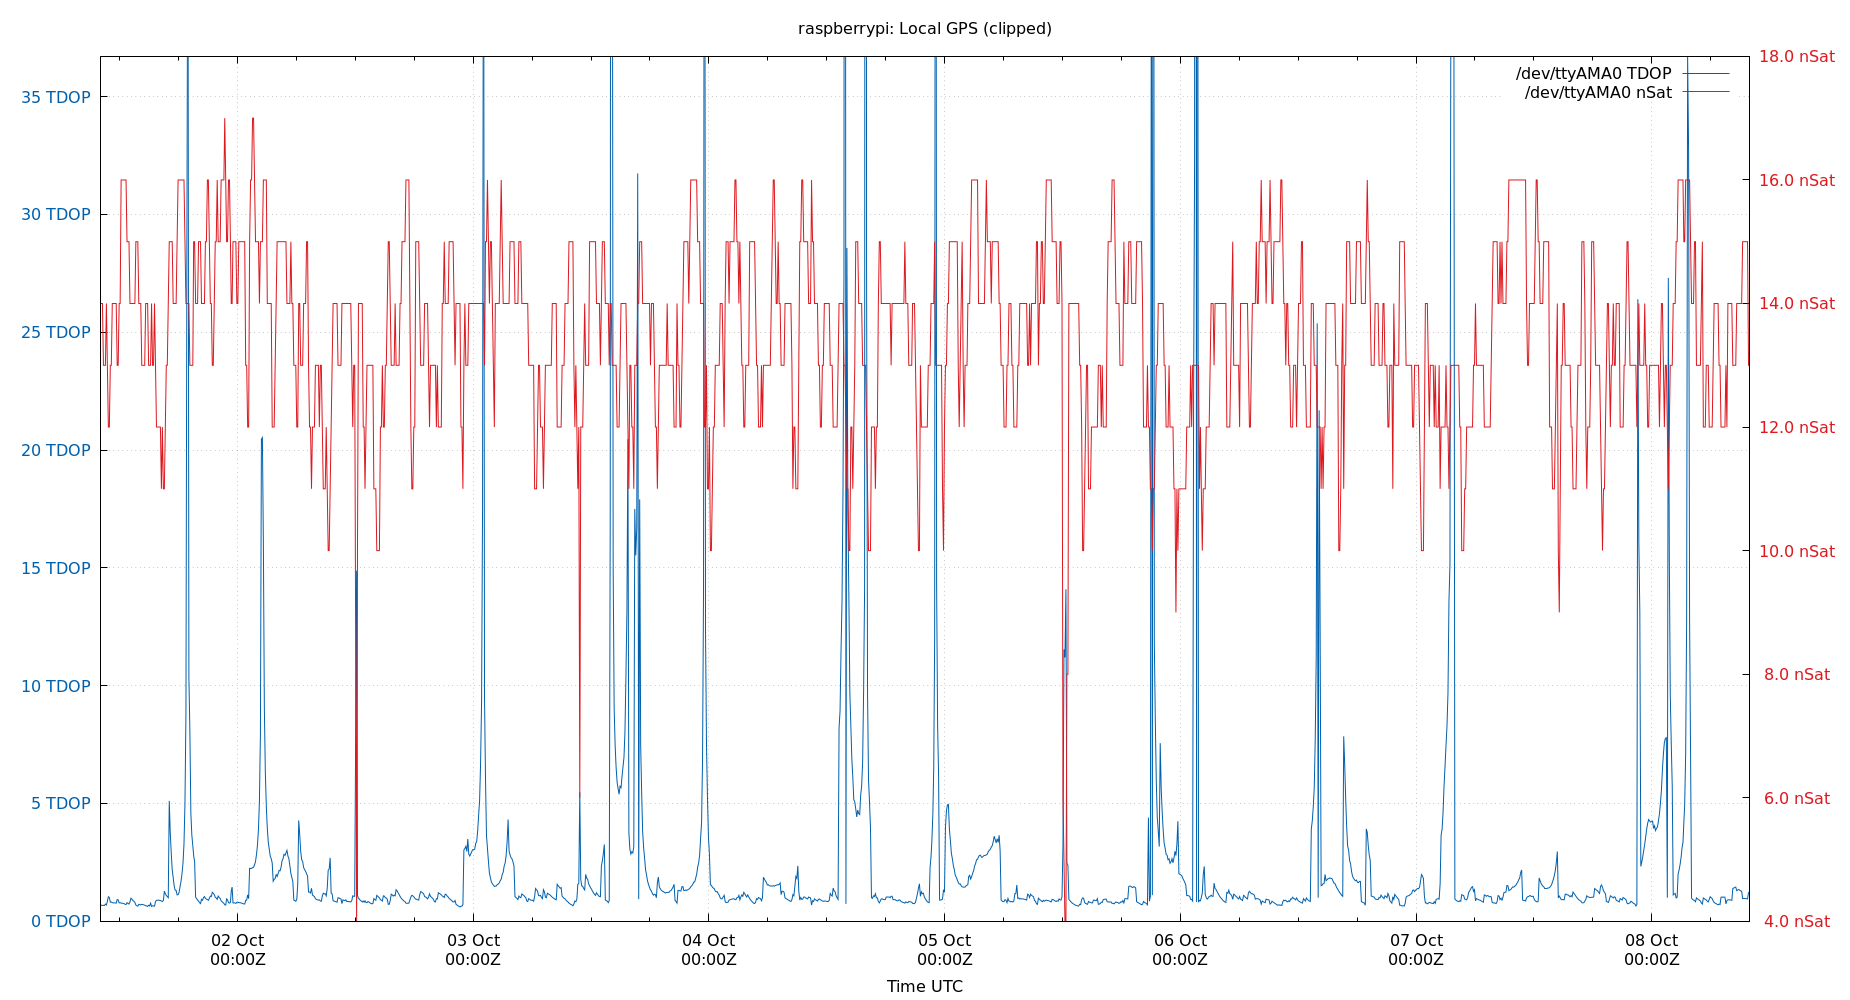 raspberrypi: Local GPS (clipped)
/dev/ttyAMA0 TDOP
/dev/ttyAMA0 nSat
35 TDOP
30 TDOP
25 TDOP
20 TDOP
15 TDOP
10 TDOP
5 TDOP
0 TDOP
18.0 nSat
16.0 nSat
14.0 nSat
12.0 nSat
10.0 nSat
8.0 nSat
6.0 nSat
4.0 nSat
02 Oct 03 Oct 04 Oct 05 Oct 06 Oct 07 Oct 08 Oct
00:00Z 00:00Z 00:00Z 00:00Z 00:00Z 00:00Z 00:00Z
Time UTC